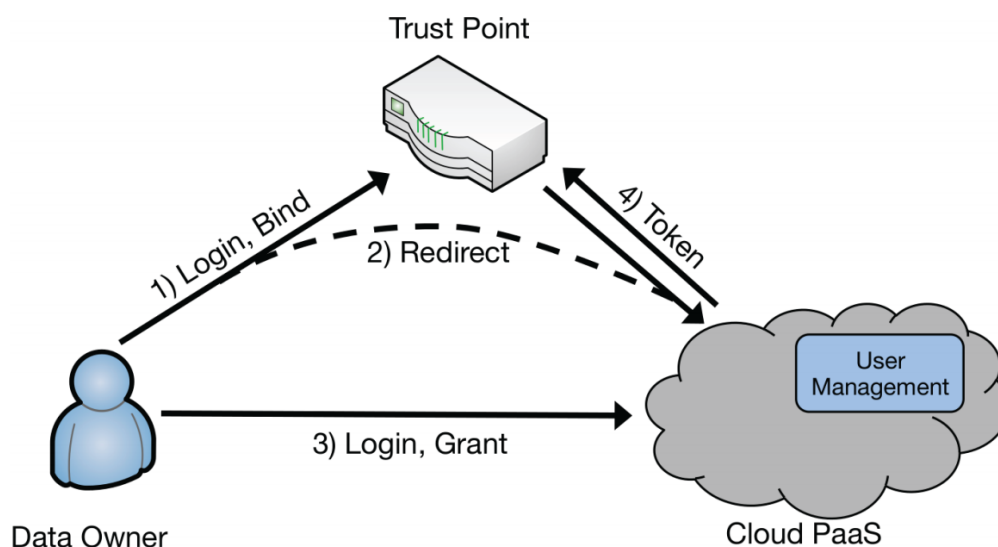 Trust Point
1) Login, Bind
2) Redirect
4) Token
User
Management
3) Login, Grant
Data Owner
Cloud PaaS